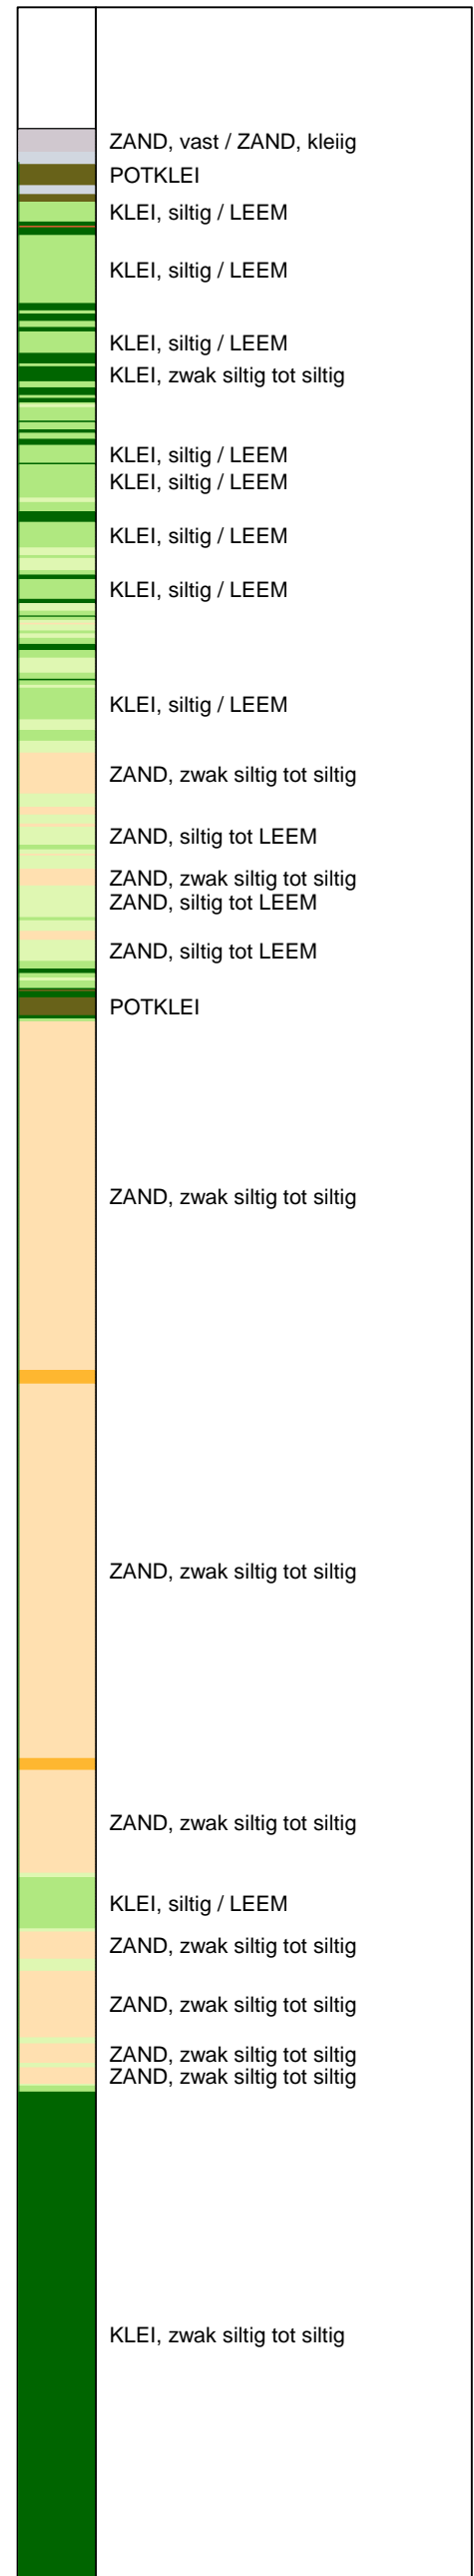 ZAND, vast / ZAND, kleiig
POTKLEI
KLEI, siltig / LEEM
KLEI, siltig / LEEM
KLEI, siltig / LEEM
KLEI, zwak siltig tot siltig
KLEI, siltig / LEEM
KLEI, siltig / LEEM
KLEI, siltig / LEEM
KLEI, siltig / LEEM
KLEI, siltig / LEEM
ZAND, zwak siltig tot siltig
ZAND, siltig tot LEEM
ZAND, zwak siltig tot siltig
ZAND, siltig tot LEEM
ZAND, siltig tot LEEM
POTKLEI
ZAND, zwak siltig tot siltig
ZAND, zwak siltig tot siltig
ZAND, zwak siltig tot siltig
KLEI, siltig / LEEM
ZAND, zwak siltig tot siltig
ZAND, zwak siltig tot siltig
ZAND, zwak siltig tot siltig
ZAND, zwak siltig tot siltig
KLEI, zwak siltig tot siltig